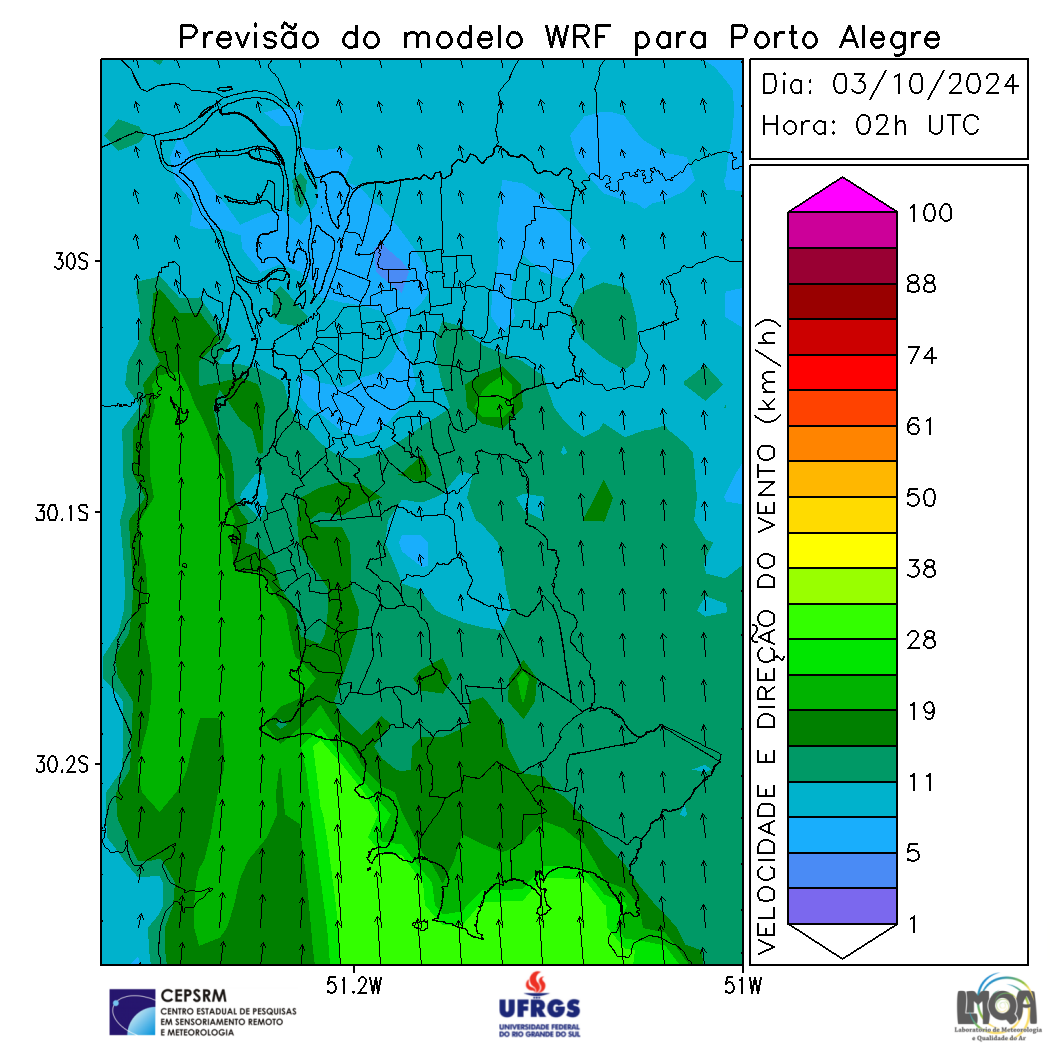 Previsão do modelo WRF para Porto Alegre
Dia: 03/10/2024
Hora: 02h UTC
30S
30.1S
30.2S
51.2W
51W
VELOCIDADE E DIREÇÃO DO VENTO (km/h)
100
88
74
61
50
38
28
19
11
5
1
CEPSRM
CENTRO ESTADUAL DE PESQUISAS
EM SENSORIAMENTO REMOTO
E METEOROLOGIA
UFRGS
UNIVERSIDADE FEDERAL
DO RIO GRANDE DO SUL
LMQA
Laboratório de Meteorologia
e Qualidade do Ar